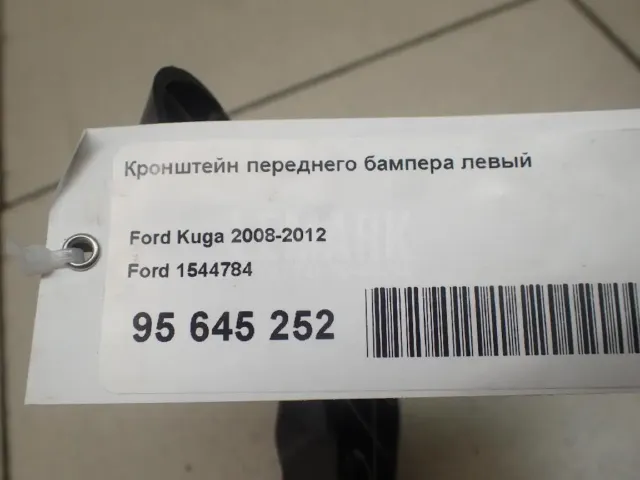 Кронштейн переднего бампера левый
Ford Kuga 2008-2012
Ford 1544784
95 645 252